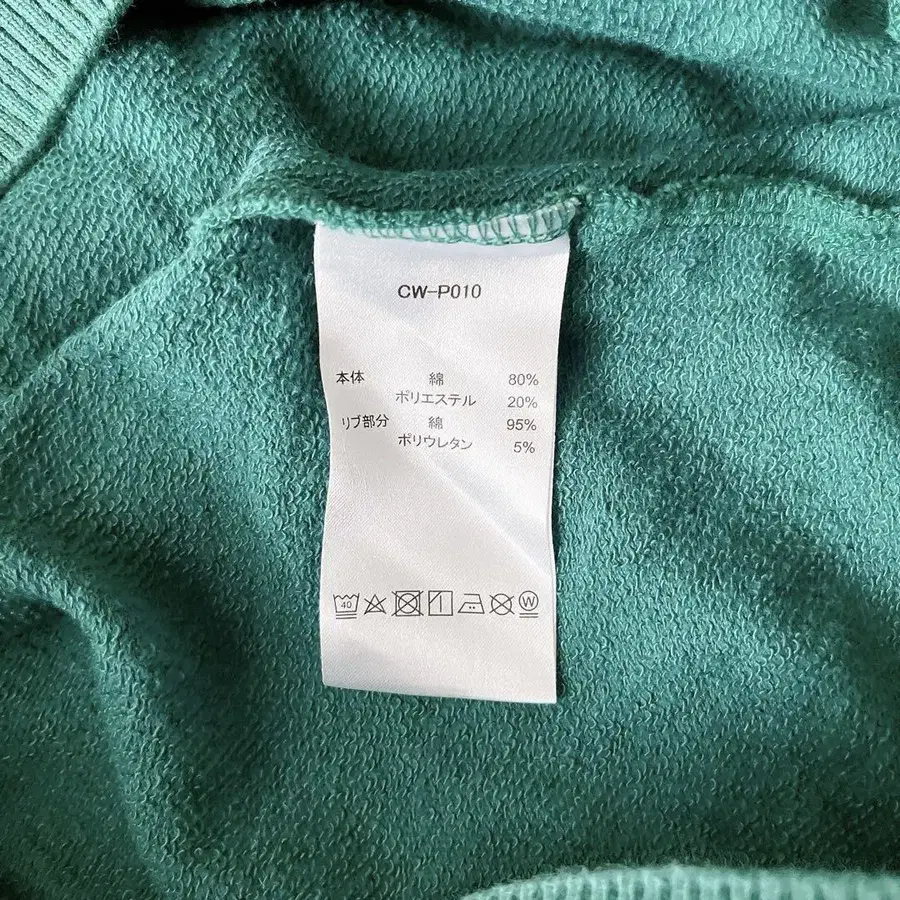 CW-P010
本体 綿 80%
ポリエステル 20%
リブ部分 綿 95%
ポリウレタン 5%
40 W